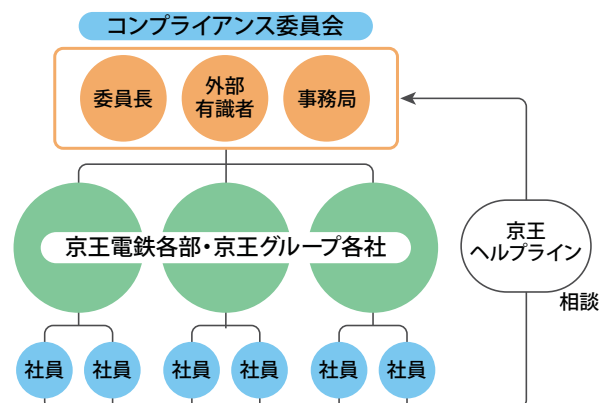 コンプライアンス委員会
委員長
外部
有識者
事務局
京王電鉄各部・京王グループ各社
京王
ヘルプライン
相談
社員
社員
社員
社員
社員
社員